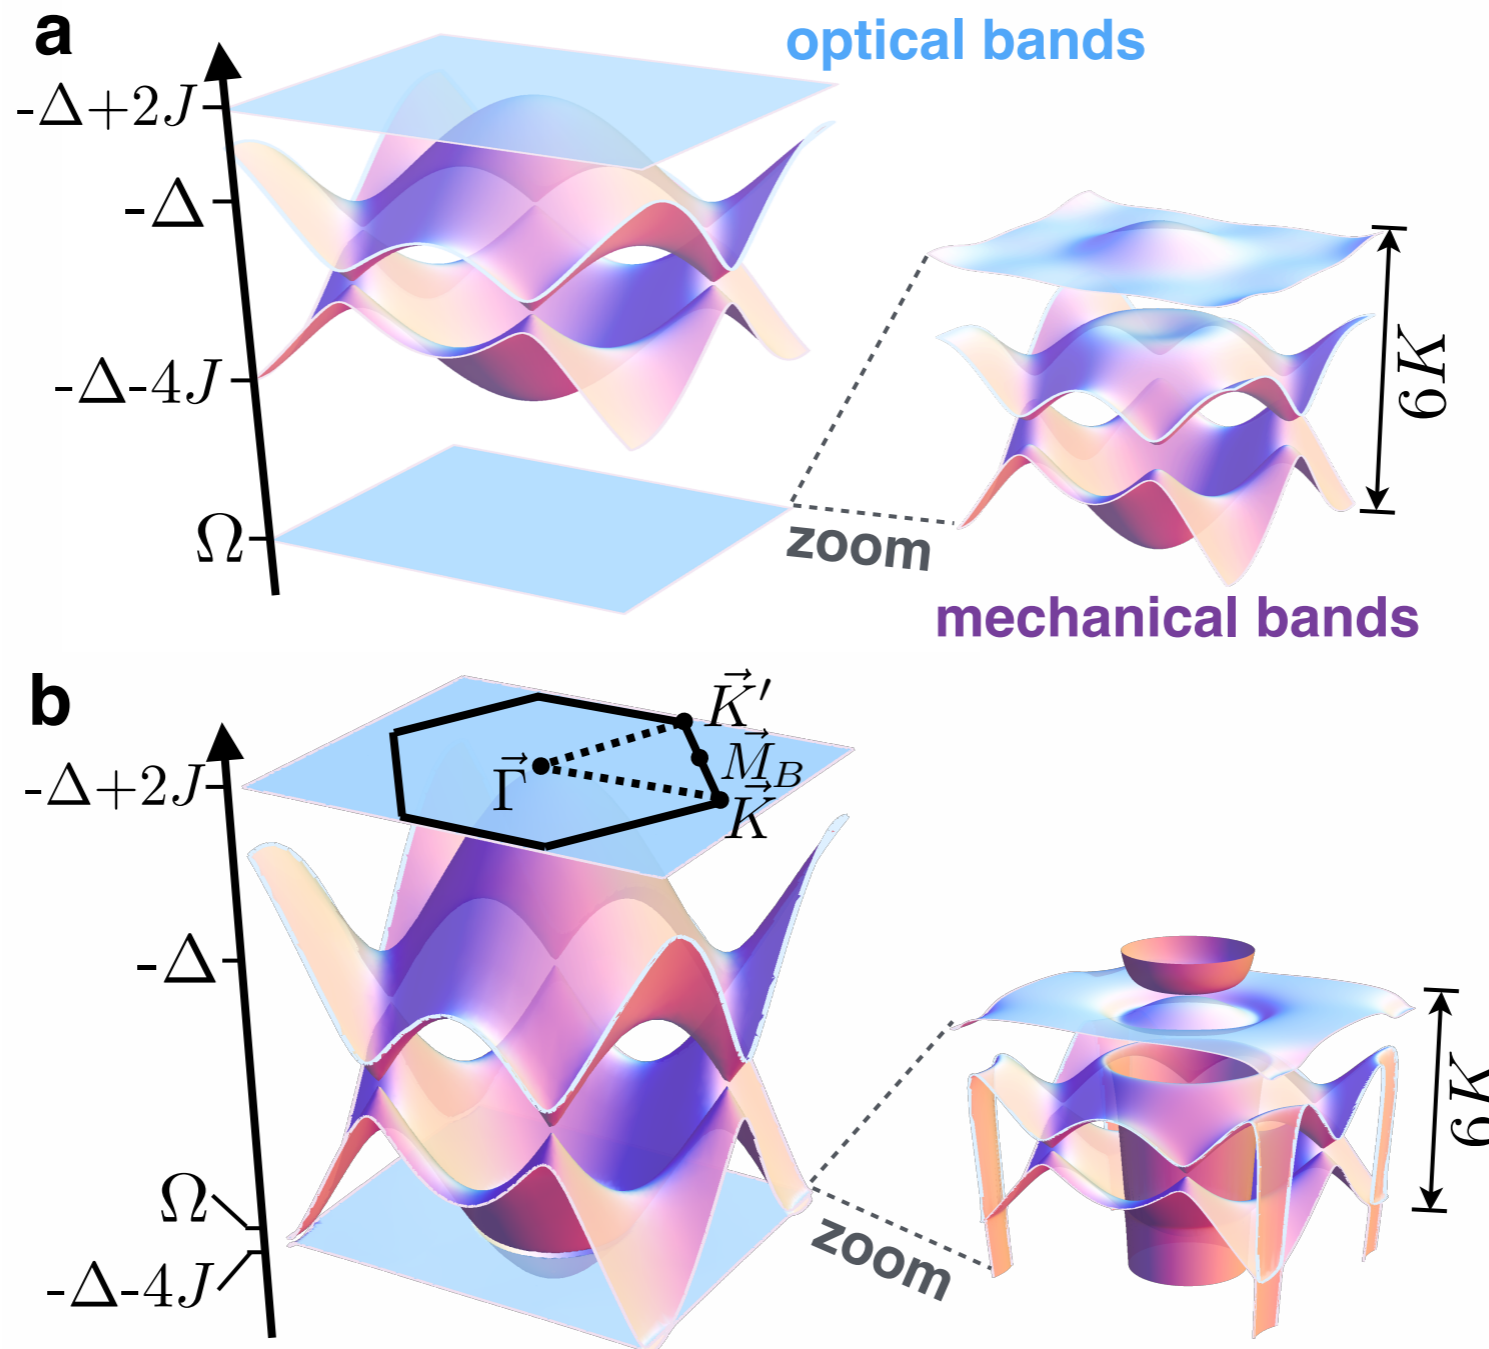 a
optical bands
-Δ+2J
-Δ
-Δ-4J
Ω
6K
zoom
mechanical bands
b
K⃗′
M⃗_B
Γ⃗
K⃗
-Δ+2J
-Δ
Ω
-Δ-4J
6K
zoom